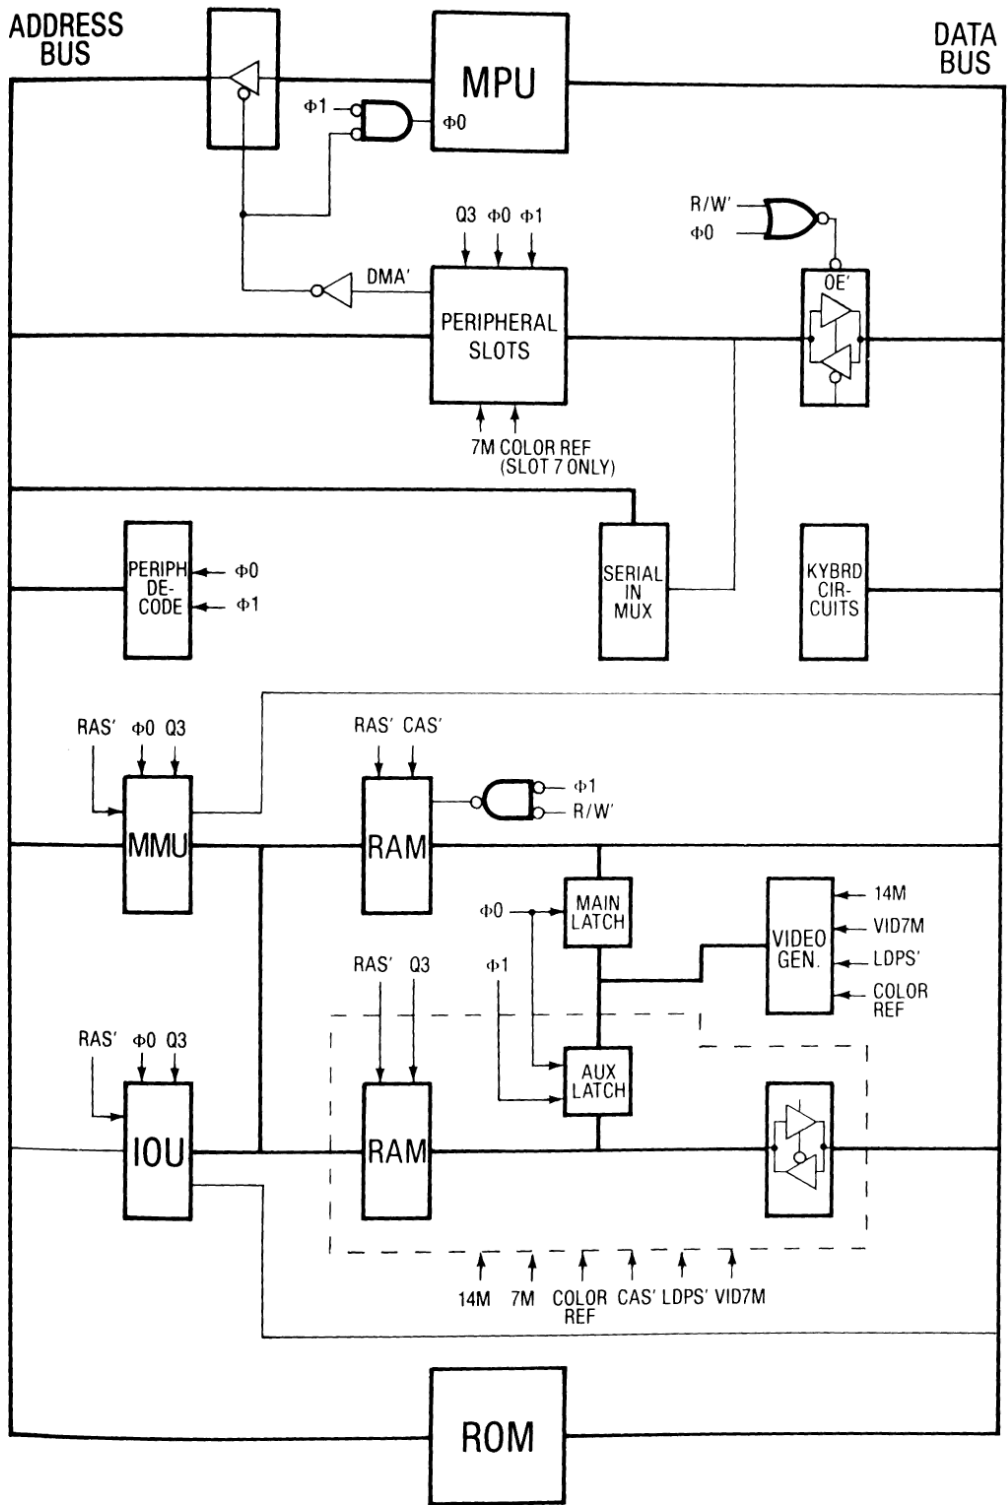 ADDRESS
BUS
DATA
BUS
MPU
Φ1
Φ0
R/W'
Φ0
Q3 Φ0 Φ1
DMA'
OE'
PERIPHERAL
SLOTS
7M COLOR REF
(SLOT 7 ONLY)
PERIPH
DE-
CODE
Φ0
Φ1
SERIAL
IN
MUX
KYBRD
CIR-
CUITS
RAS' Φ0 Q3
RAS' CAS'
MMU
RAM
Φ1
R/W'
Φ0
MAIN
LATCH
VIDEO
GEN.
14M
VID7M
LDPS'
COLOR
REF
RAS' Q3
Φ1
RAS' Φ0 Q3
AUX
LATCH
IOU
RAM
14M 7M COLOR CAS' LDPS' VID7M
REF
ROM